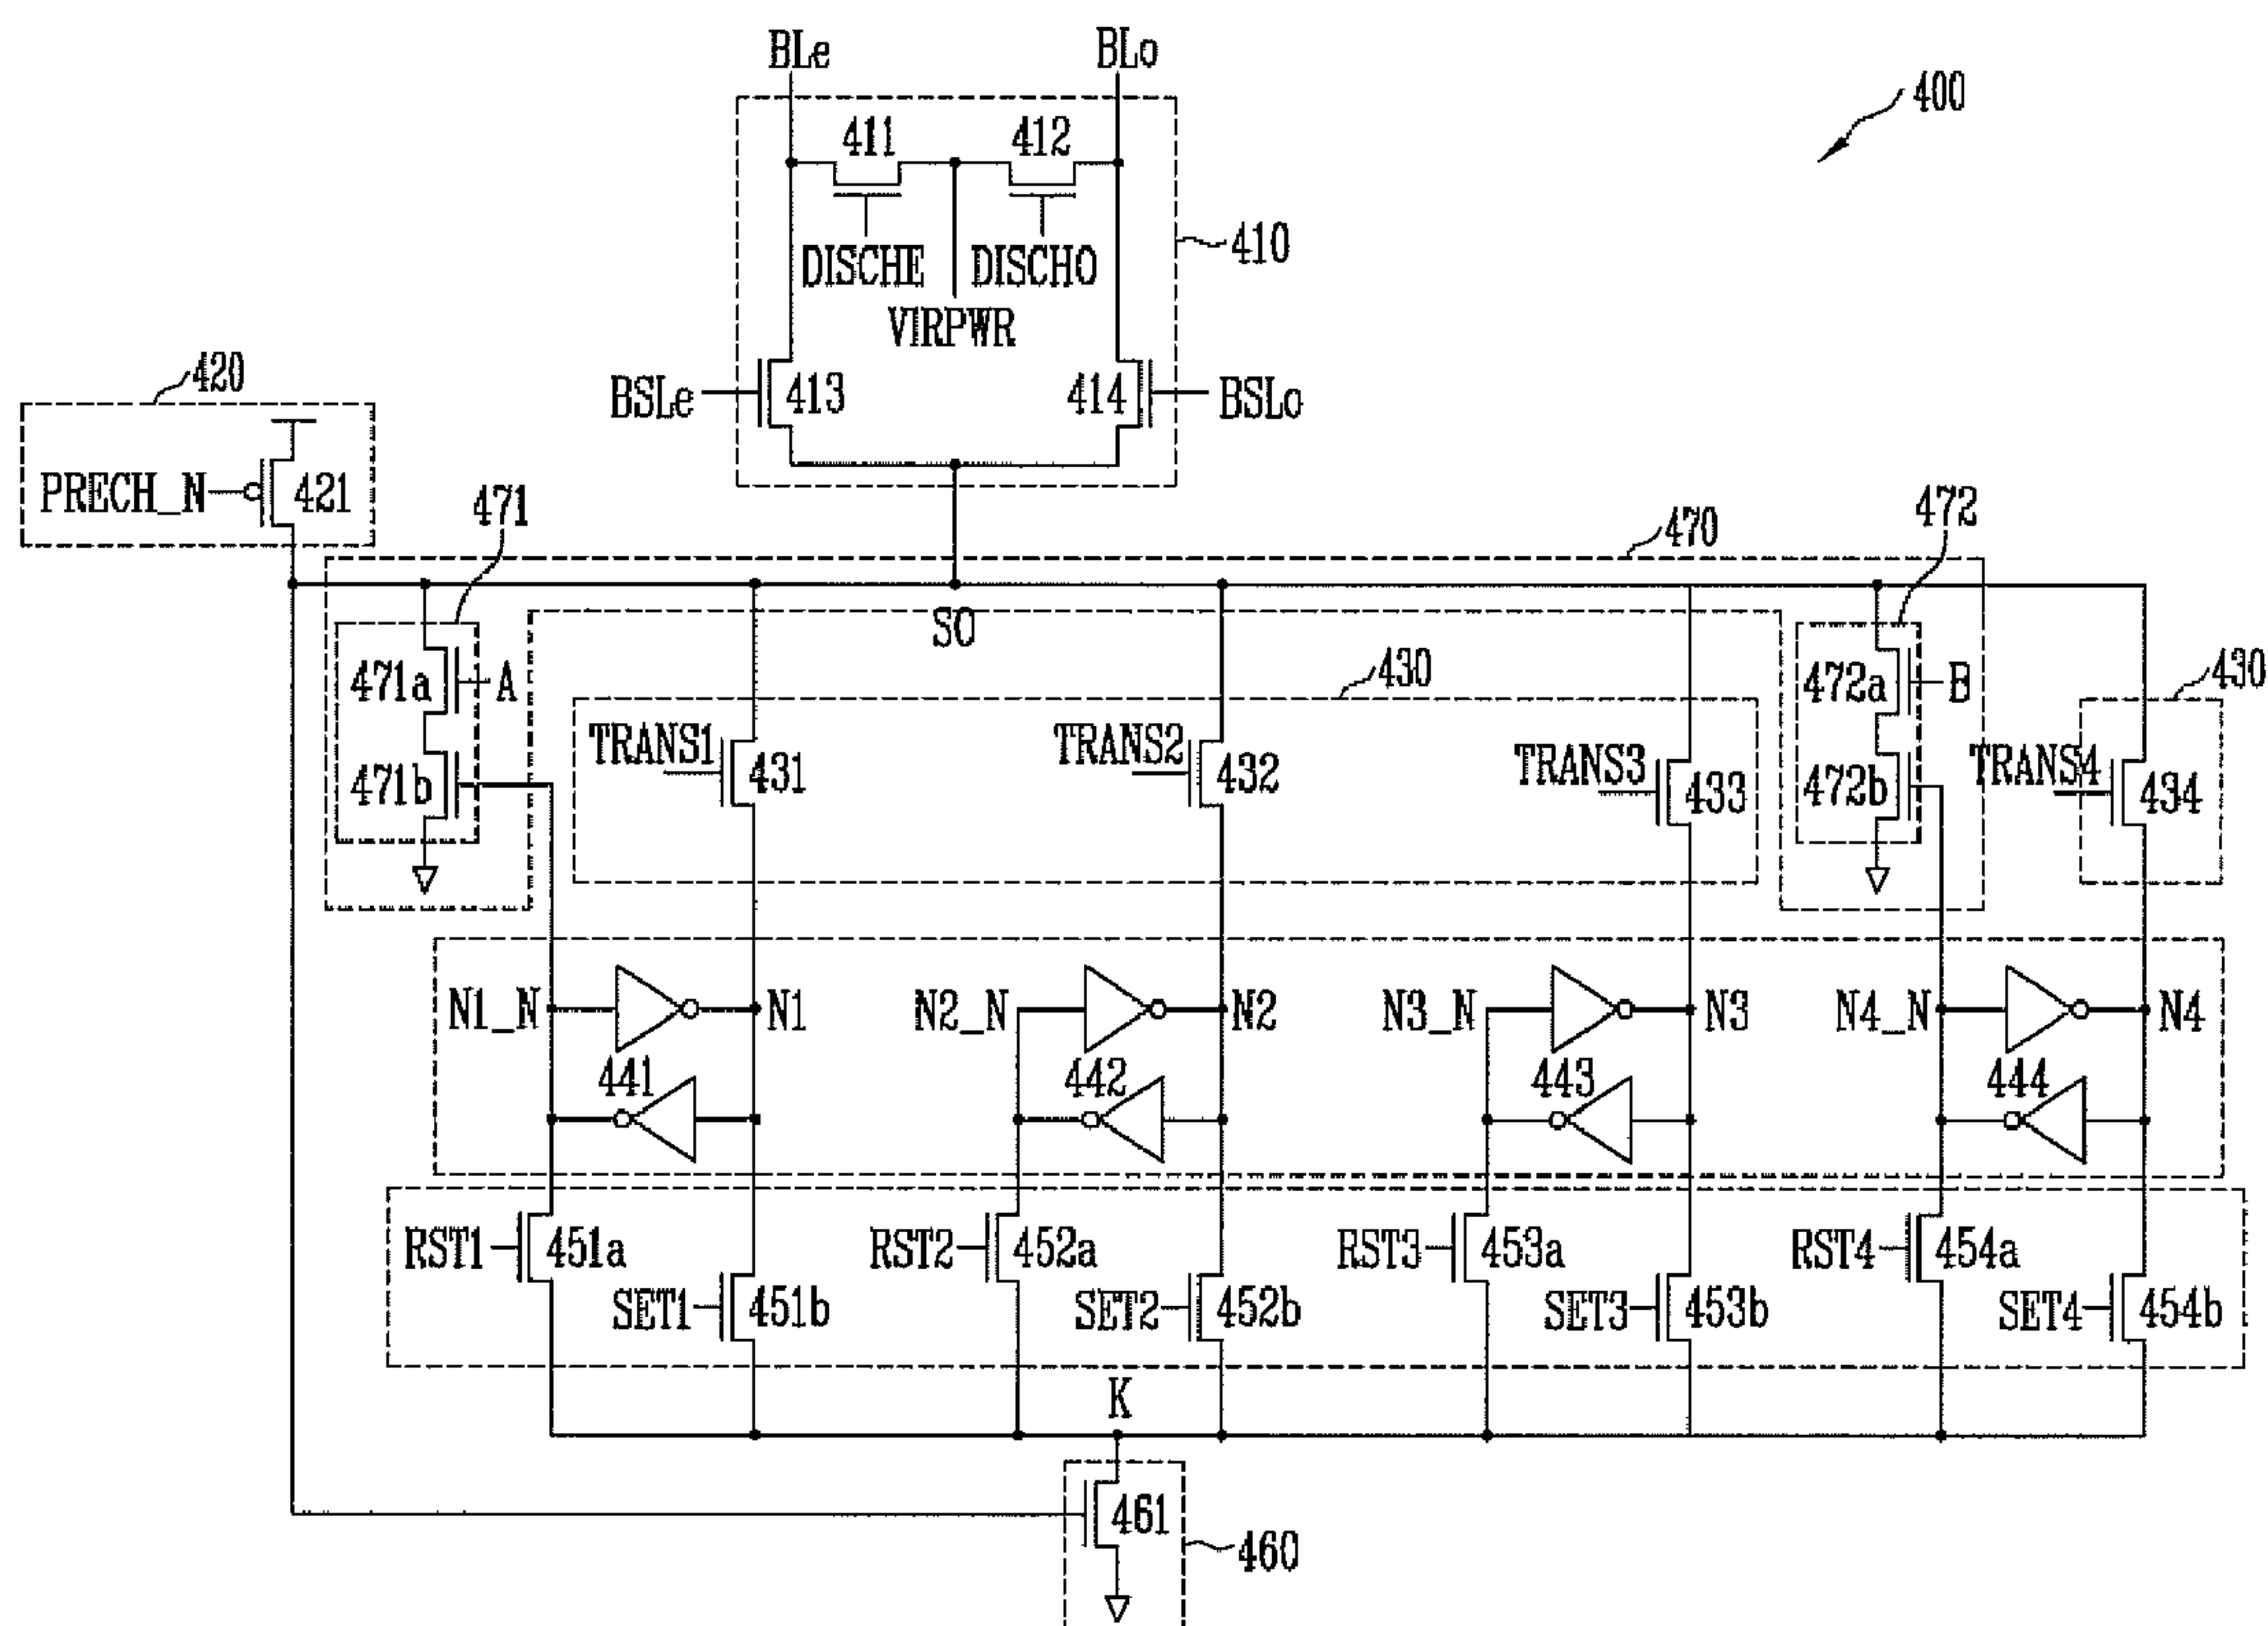 BLe BLo
400
411 412
DISCHE DISCHO
410
VIRPWR
BSLe 413 414 BSLo
420
PRECH_N 421
471 470 472
SO
430 430
471a A 472a B
TRANS1 431 TRANS2 432 TRANS3 433 TRANS4 434
471b 472b
N1_N N1 N2_N N2 N3_N N3 N4_N N4
441 442 443 444
RST1 451a RST2 452a RST3 453a RST4 454a
SET1 451b SET2 452b SET3 453b SET4 454b
K
461
460